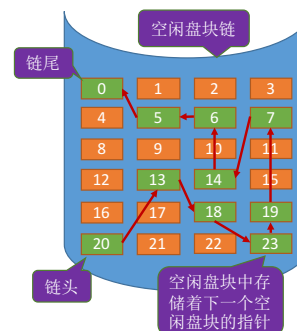 空闲盘块链
链尾
0 1 2 3
4 5 6 7
8 9 10 11
12 13 14 15
16 17 18 19
20 21 22 23
链头
空闲盘块中存
储着下一个空
闲盘块的指针